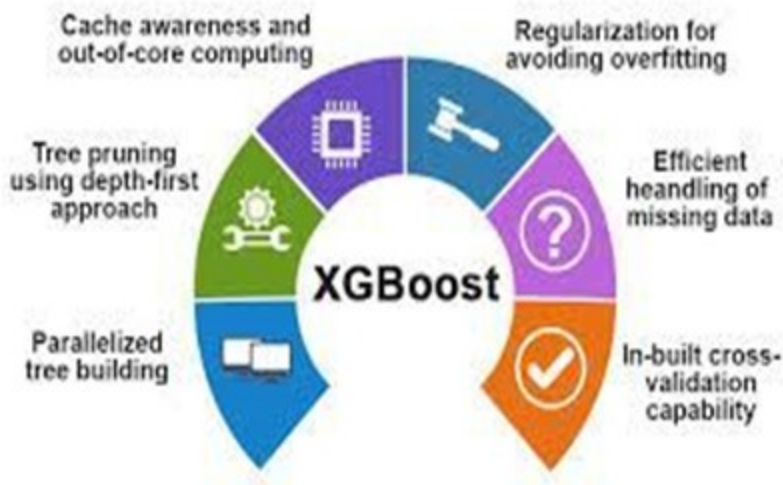 Cache awareness and
out-of-core computing
Regularization for
avoiding overfitting
Tree pruning
using depth-first
approach
Efficient
heandling of
missing data
XGBoost
Parallelized
tree building
In-built cross-
validation
capability